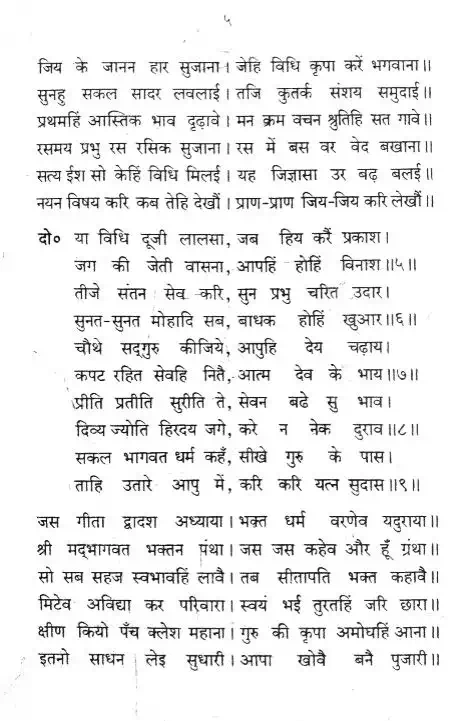 ५
जिय के जानन हार सुजाना। जेहि विधि कृपा करें भगवाना॥
सुनहु सकल सादर लवलाई। तजि कुतर्क संशय समुदाई॥
प्रथमहिं आस्तिक भाव दृढ़ावे। मन क्रम वचन श्रुतिहि सत गावे॥
रसमय प्रभु रस रसिक सुजाना। रस में बस वर वेद बखाना॥
सत्य ईश सो केहिं विधि मिलई। यह जिज्ञासा उर बढ़ बलई॥
नयन विषय करि कब तेहि देखौं। प्राण-प्राण जिय-जिय करि लेखौं॥
दो० या विधि दूजी लालसा, जब हिय करैं प्रकाश।
जग की जेती वासना, आपहिं होहिं विनाश॥५॥
तीजे संतन सेव करि, सुन प्रभु चरित उदार।
सुनत-सुनत मोहादि सब, बाधक होहिं खुआर॥६॥
चौथे सद्गुरु कीजिये, आपुहि देय चढ़ाय।
कपट रहित सेवहि नितै, आत्म देव के भाय॥७॥
प्रीति प्रतीति सुरीति ते, सेवन बढे सु भाव।
दिव्य ज्योति हिरदय जगे, करे न नेक दुराव॥८॥
सकल भागवत धर्म कहँ, सीखे गुरु के पास।
ताहि उतारे आपु में, करि करि यत्न सुदास॥९॥
जस गीता द्वादश अध्याया। भक्त धर्म वरणेव यदुराया॥
श्री मद्भागवत भक्तन पंथा। जस जस कहेव और हूँ ग्रंथा॥
सो सब सहज स्वभावहिं लावै। तब सीतापति भक्त कहावै॥
मिटेव अविद्या कर परिवारा। स्वयं भई तुरतहिं जरि छारा॥
क्षीण कियो पँच क्लेश महाना। गुरु की कृपा अमोघहिं आना॥
इतनो साधन लेइ सुधारी। आपा खोवै बनै पुजारी॥